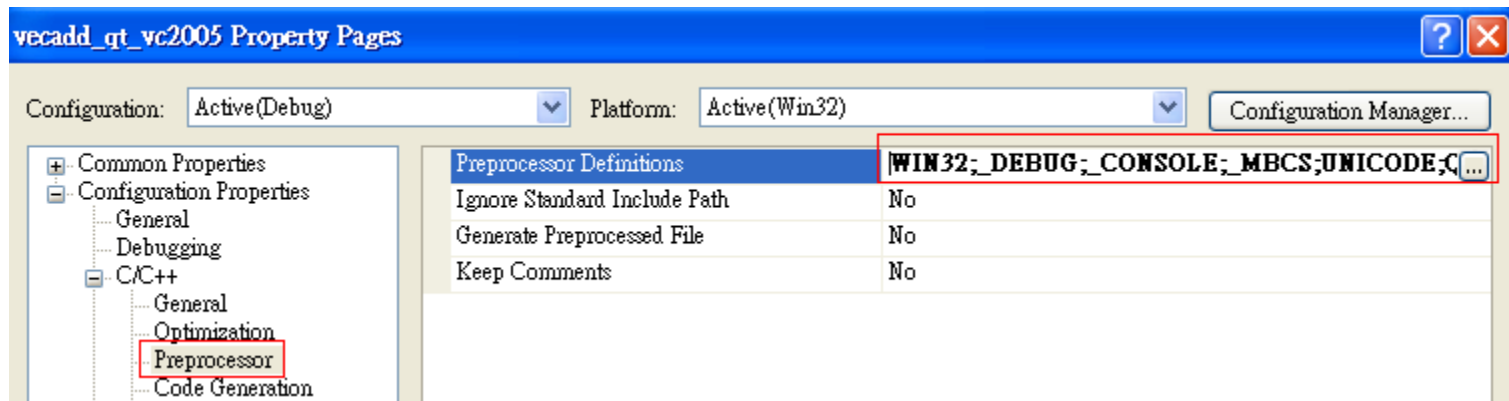 vecadd_qt_vc2005 Property Pages
Configuration: Active(Debug) Platform: Active(Win32) Configuration Manager...
Common Properties
Configuration Properties
General
Debugging
C/C++
General
Optimization
Preprocessor
Code Generation
Preprocessor Definitions WIN32;_DEBUG;_CONSOLE;_MBCS;UNICODE;Q ...
Ignore Standard Include Path No
Generate Preprocessed File No
Keep Comments No